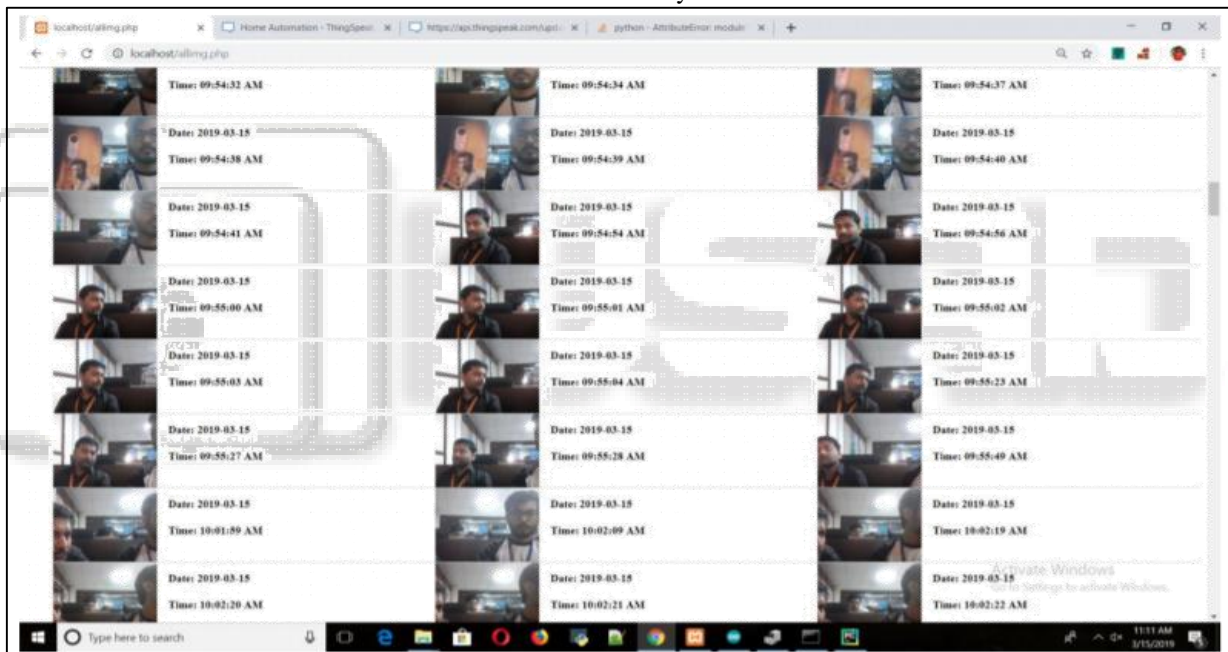 localhost/allimg.php
Home Automation - ThingSpeak
https://api.thingspeak.com/upd
python - AttributeError: module
localhost/allimg.php
Time: 09:54:32 AM
Time: 09:54:34 AM
Time: 09:54:37 AM
Date: 2019-03-15
Date: 2019-03-15
Date: 2019-03-15
Time: 09:54:38 AM
Time: 09:54:39 AM
Time: 09:54:40 AM
Date: 2019-03-15
Date: 2019-03-15
Date: 2019-03-15
Time: 09:54:41 AM
Time: 09:54:54 AM
Time: 09:54:56 AM
Date: 2019-03-15
Date: 2019-03-15
Date: 2019-03-15
Time: 09:55:00 AM
Time: 09:55:01 AM
Time: 09:55:02 AM
Date: 2019-03-15
Date: 2019-03-15
Date: 2019-03-15
Time: 09:55:03 AM
Time: 09:55:04 AM
Time: 09:55:23 AM
Date: 2019-03-15
Date: 2019-03-15
Date: 2019-03-15
Time: 09:55:27 AM
Time: 09:55:28 AM
Time: 09:55:49 AM
Date: 2019-03-15
Date: 2019-03-15
Date: 2019-03-15
Time: 10:01:59 AM
Time: 10:02:09 AM
Time: 10:02:19 AM
Date: 2019-03-15
Date: 2019-03-15
Date: 2019-03-15
Time: 10:02:20 AM
Time: 10:02:21 AM
Time: 10:02:22 AM
Activate Windows
Go to Settings to activate Windows.
Type here to search
11:11 AM
3/15/2019